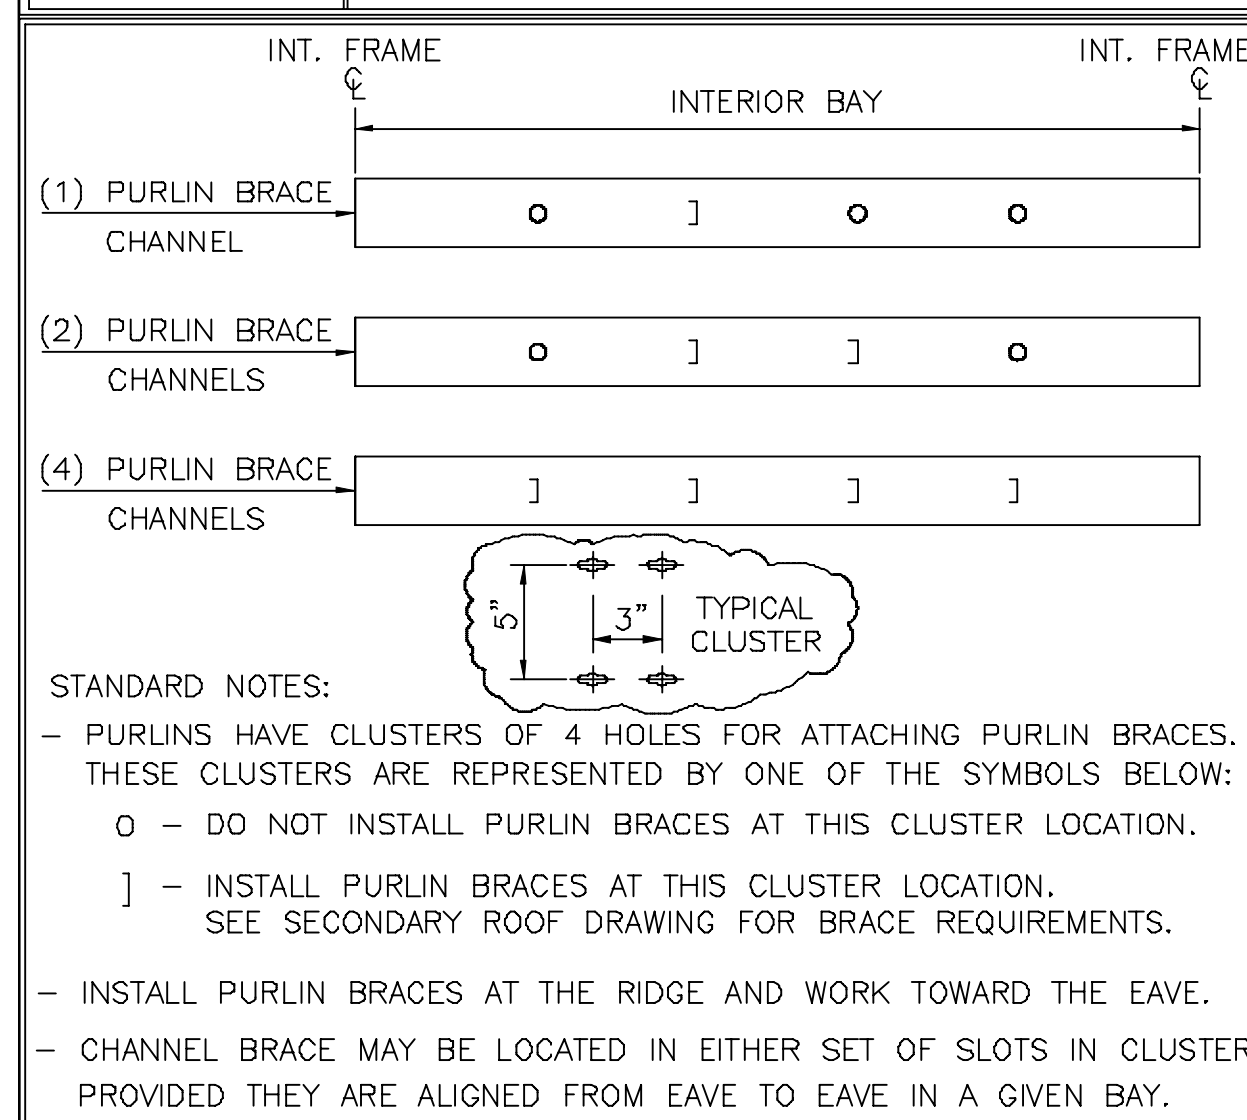 INT. FRAME
INT. FRAME
℄
℄
INTERIOR BAY
(1) PURLIN BRACE
CHANNEL
(2) PURLIN BRACE
CHANNELS
(4) PURLIN BRACE
CHANNELS
5"
3"
TYPICAL
CLUSTER
STANDARD NOTES:
– PURLINS HAVE CLUSTERS OF 4 HOLES FOR ATTACHING PURLIN BRACES.
THESE CLUSTERS ARE REPRESENTED BY ONE OF THE SYMBOLS BELOW:
O – DO NOT INSTALL PURLIN BRACES AT THIS CLUSTER LOCATION.
] – INSTALL PURLIN BRACES AT THIS CLUSTER LOCATION.
SEE SECONDARY ROOF DRAWING FOR BRACE REQUIREMENTS.
– INSTALL PURLIN BRACES AT THE RIDGE AND WORK TOWARD THE EAVE.
– CHANNEL BRACE MAY BE LOCATED IN EITHER SET OF SLOTS IN CLUSTER
PROVIDED THEY ARE ALIGNED FROM EAVE TO EAVE IN A GIVEN BAY.